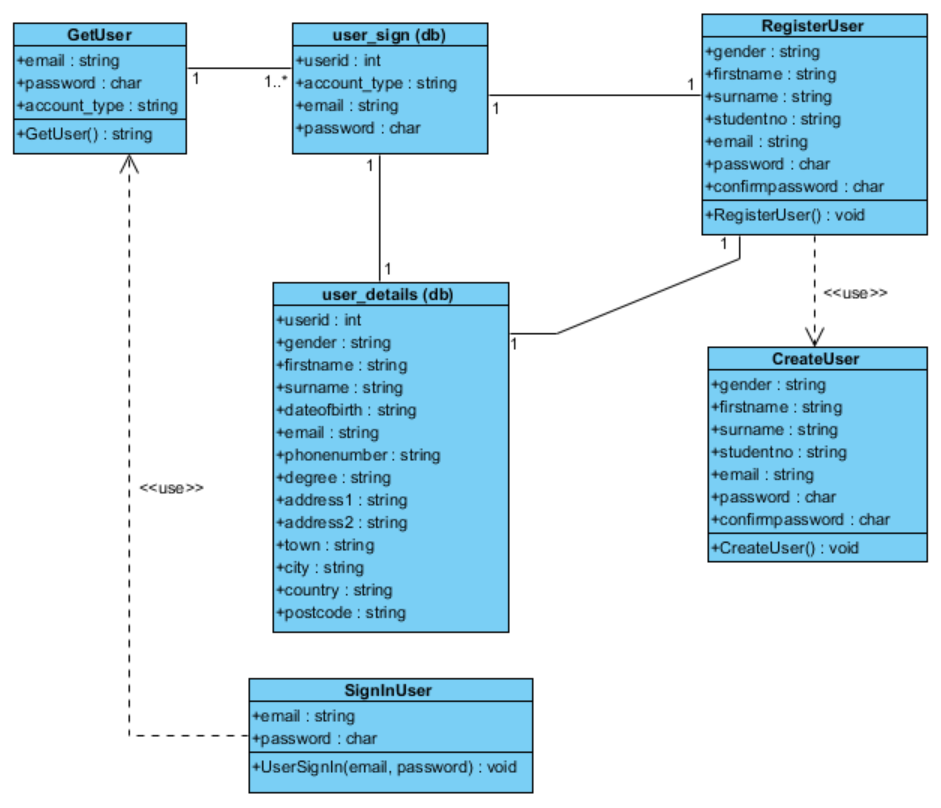 GetUser
+email : string
+password : char
+account_type : string
+GetUser() : string
1
1..*
user_sign (db)
+userid : int
+account_type : string
+email : string
+password : char
1
1
RegisterUser
+gender : string
+firstname : string
+surname : string
+studentno : string
+email : string
+password : char
+confirmpassword : char
+RegisterUser() : void
1
1
1
1
<<use>>
user_details (db)
+userid : int
+gender : string
+firstname : string
+surname : string
+dateofbirth : string
+email : string
+phonenumber : string
+degree : string
+address1 : string
+address2 : string
+town : string
+city : string
+country : string
+postcode : string
CreateUser
+gender : string
+firstname : string
+surname : string
+studentno : string
+email : string
+password : char
+confirmpassword : char
+CreateUser() : void
<<use>>
SignInUser
+email : string
+password : char
+UserSignIn(email, password) : void